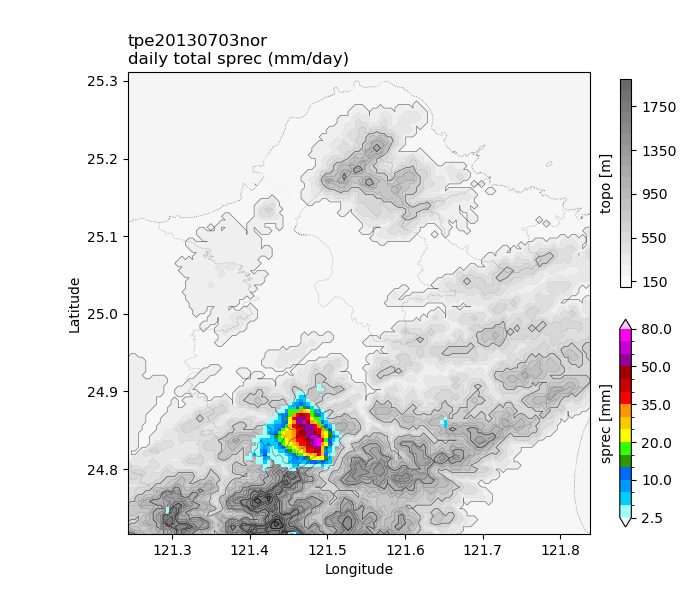 tpe20130703nor
daily total sprec (mm/day)
25.3
25.2
25.1
25.0
24.9
24.8
Latitude
121.3 121.4 121.5 121.6 121.7 121.8
Longitude
1750
1350
950
550
150
topo [m]
80.0
50.0
35.0
20.0
10.0
2.5
sprec [mm]